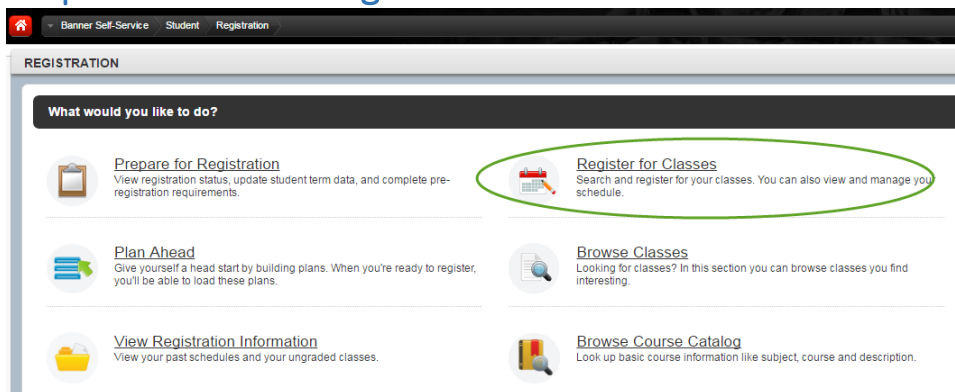 Banner Self-Service Student Registration
REGISTRATION
What would you like to do?
Prepare for Registration
View registration status, update student term data, and complete pre-
registration requirements.
Register for Classes
Search and register for your classes. You can also view and manage you
schedule.
Plan Ahead
Give yourself a head start by building plans. When you're ready to register,
you'll be able to load these plans.
Browse Classes
Looking for classes? In this section you can browse classes you find
interesting.
View Registration Information
View your past schedules and your ungraded classes.
Browse Course Catalog
Look up basic course information like subject, course and description.